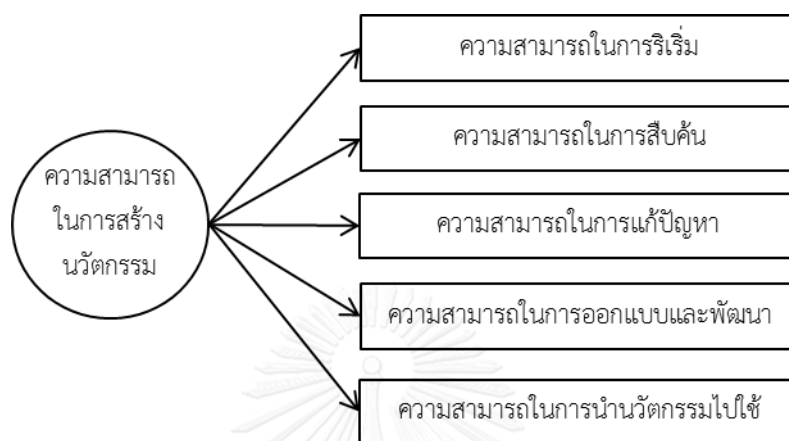 ความสามารถ
ในการสร้าง
นวัตกรรม
ความสามารถในการริเริ่ม
ความสามารถในการสืบค้น
ความสามารถในการแก้ปัญหา
ความสามารถในการออกแบบและพัฒนา
ความสามารถในการนำนวัตกรรมไปใช้